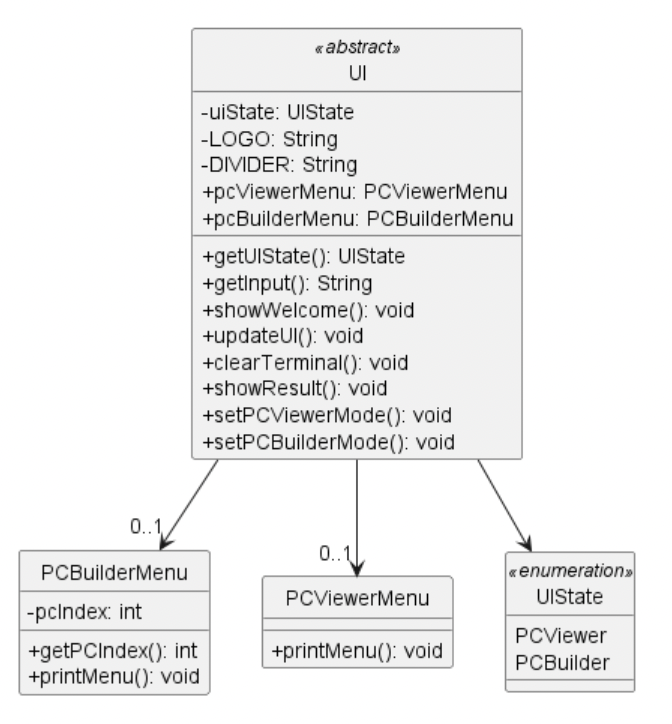 «abstract»
UI
-uiState: UIState
-LOGO: String
-DIVIDER: String
+pcViewerMenu: PCViewerMenu
+pcBuilderMenu: PCBuilderMenu
+getUIState(): UIState
+getInput(): String
+showWelcome(): void
+updateUI(): void
+clearTerminal(): void
+showResult(): void
+setPCViewerMode(): void
+setPCBuilderMode(): void
0..1
0..1
PCBuilderMenu
-pcIndex: int
+getPCIndex(): int
+printMenu(): void
PCViewerMenu
+printMenu(): void
«enumeration»
UIState
PCViewer
PCBuilder